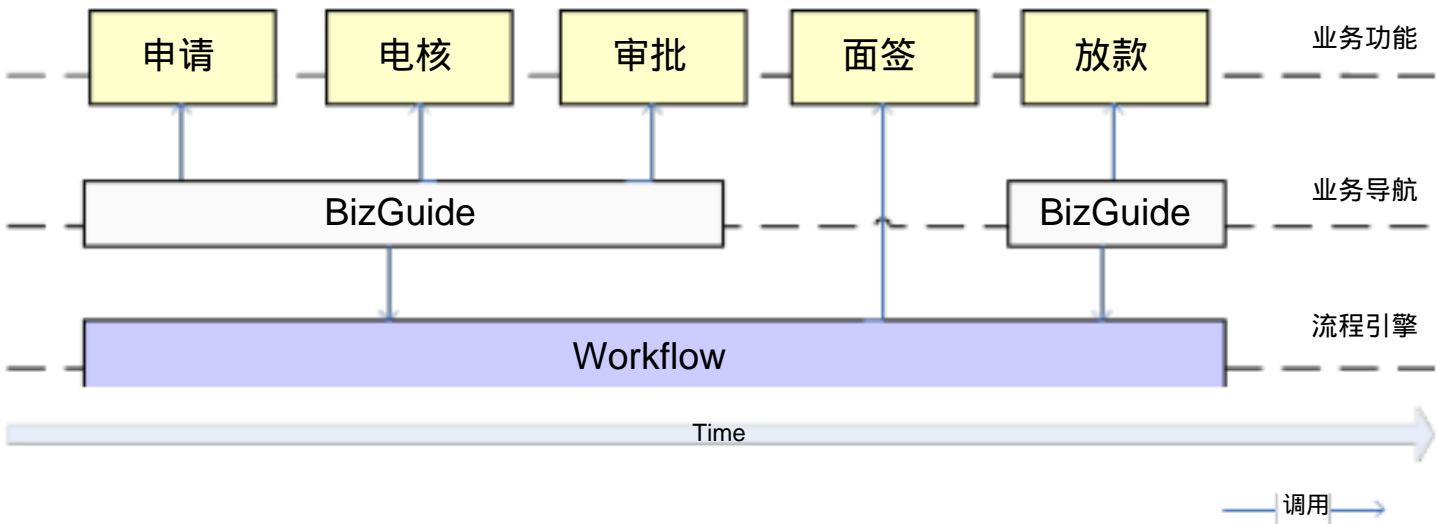 申请
电核
审批
面签
放款
业务功能
BizGuide
BizGuide
业务导航
Workflow
流程引擎
Time
调用